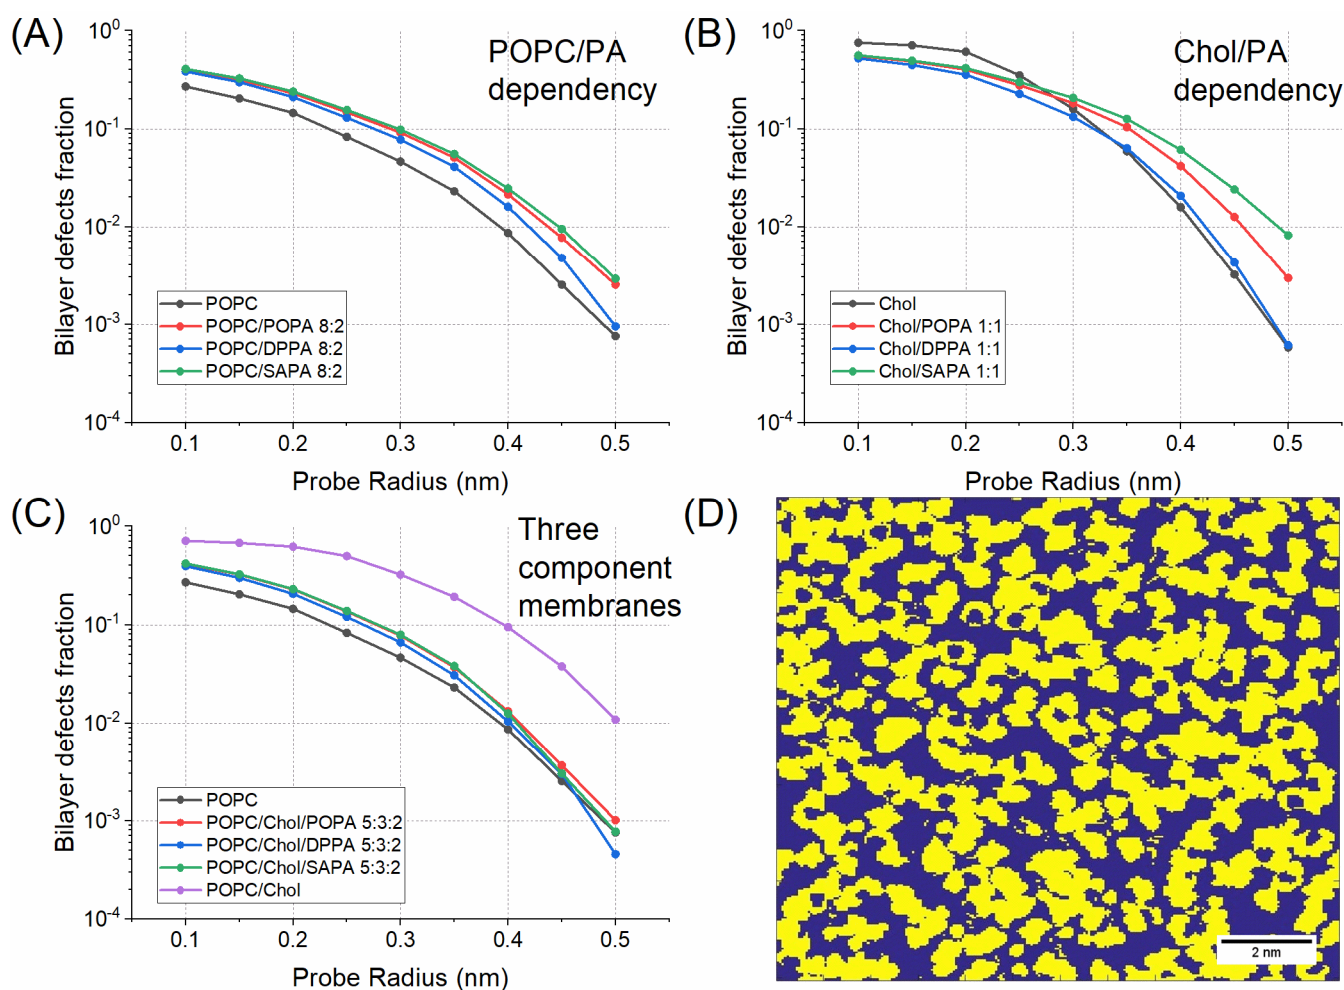 (A)
POPC/PA
dependency
Bilayer defects fraction
10⁰
10⁻¹
10⁻²
10⁻³
10⁻⁴
POPC
POPC/POPA 8:2
POPC/DPPA 8:2
POPC/SAPA 8:2
0.1 0.2 0.3 0.4 0.5
Probe Radius (nm)
(B)
Chol/PA
dependency
Bilayer defects fraction
10⁰
10⁻¹
10⁻²
10⁻³
10⁻⁴
Chol
Chol/POPA 1:1
Chol/DPPA 1:1
Chol/SAPA 1:1
0.1 0.2 0.3 0.4 0.5
Probe Radius (nm)
(C)
Three
component
membranes
Bilayer defects fraction
10⁰
10⁻¹
10⁻²
10⁻³
10⁻⁴
POPC
POPC/Chol/POPA 5:3:2
POPC/Chol/DPPA 5:3:2
POPC/Chol/SAPA 5:3:2
POPC/Chol
0.1 0.2 0.3 0.4 0.5
Probe Radius (nm)
(D)
2 nm